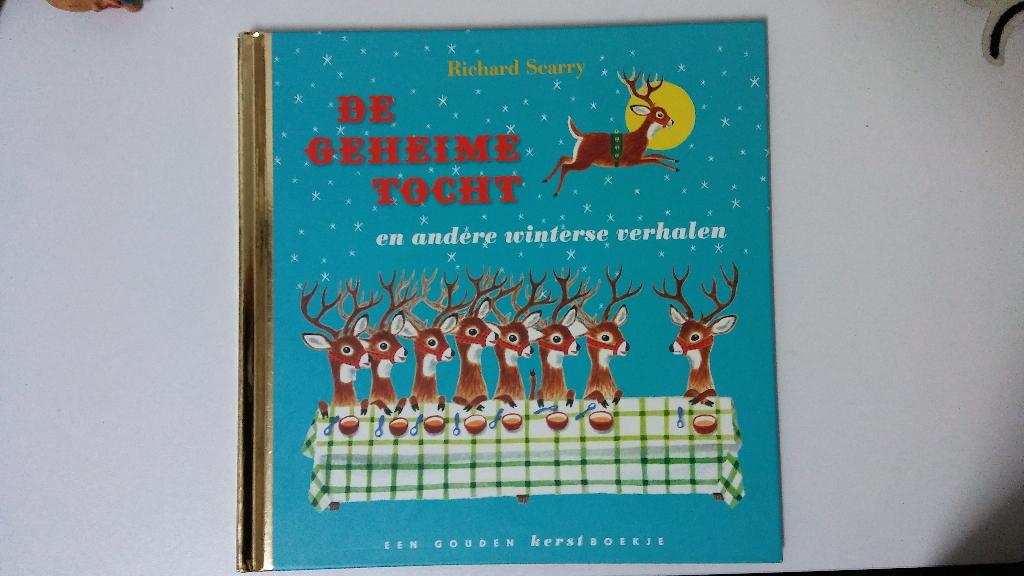 Richard Scarry
DE
GEHEIME
TOCHT
en andere winterse verhalen
EEN GOUDEN kerstBOEKJE